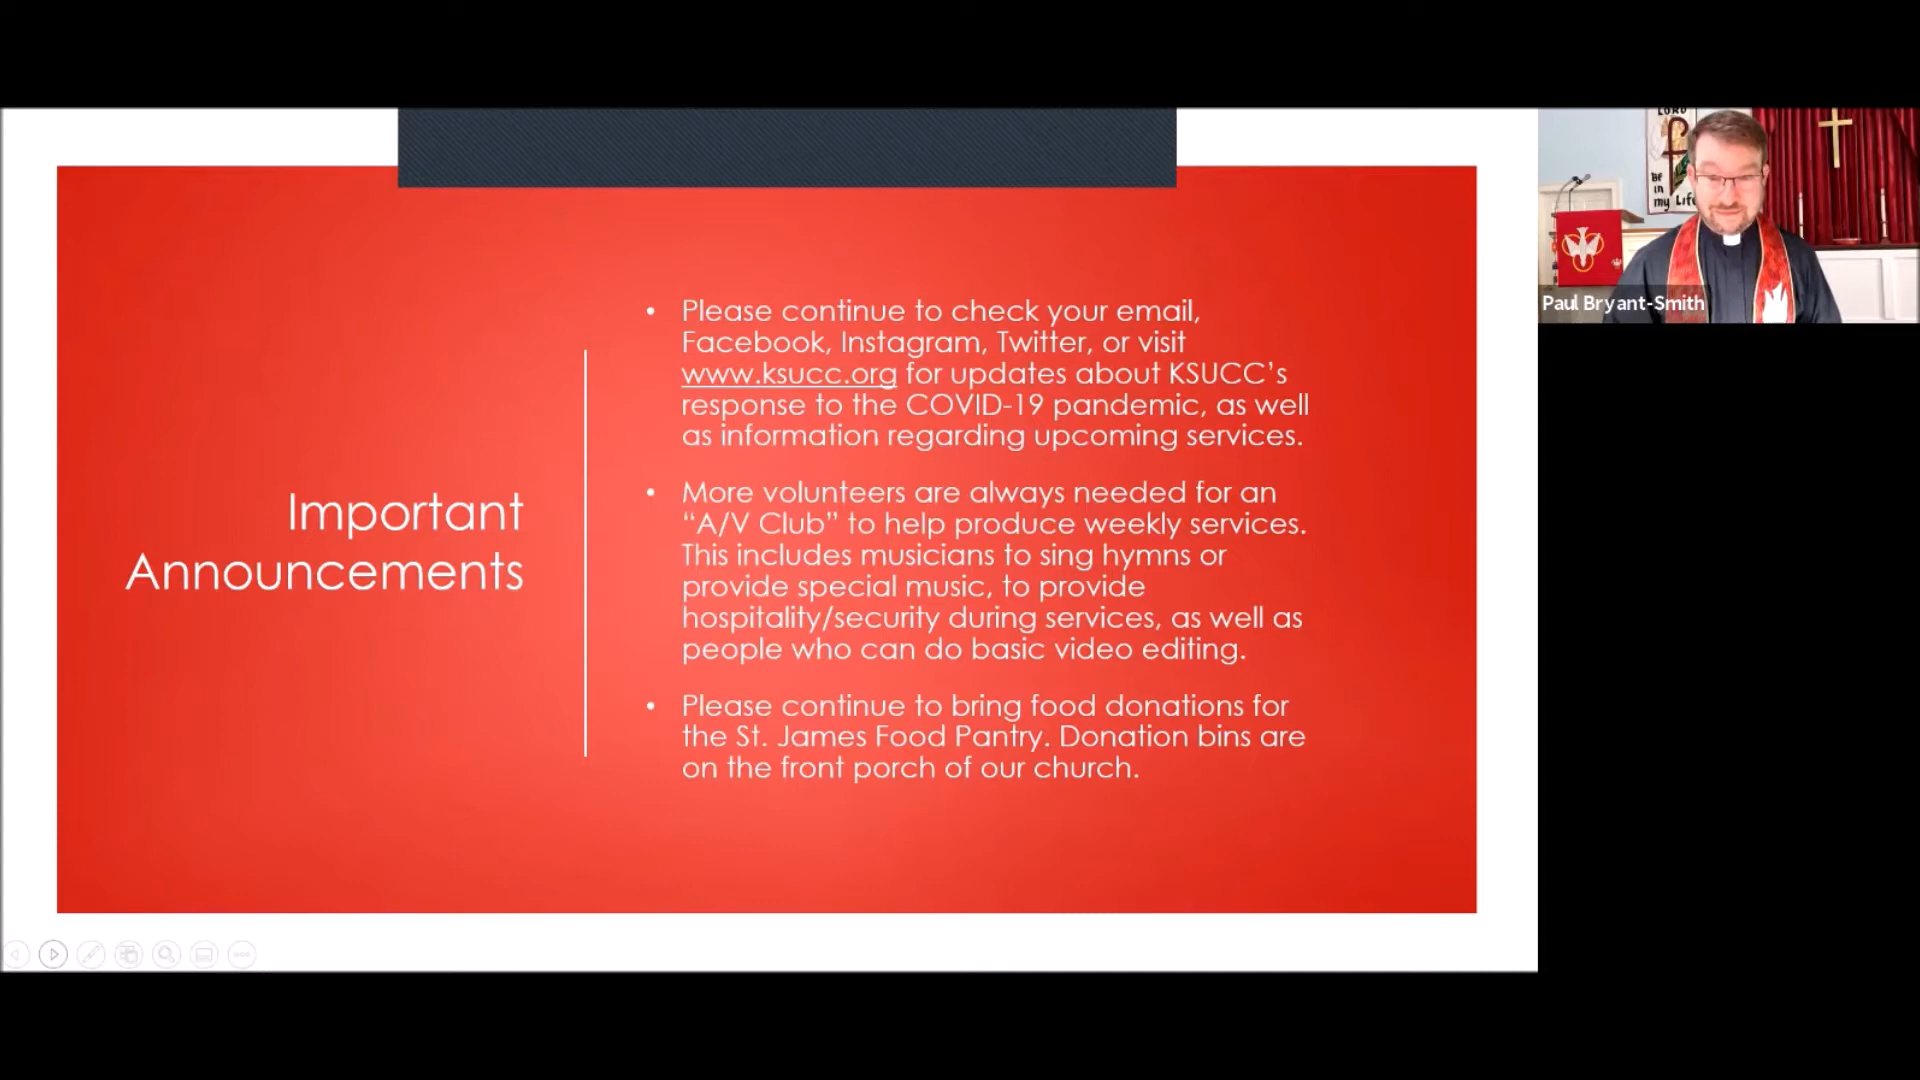 Important
Announcements
• Please continue to check your email,
Facebook, Instagram, Twitter, or visit
www.ksucc.org for updates about KSUCC’s
response to the COVID-19 pandemic, as well
as information regarding upcoming services.
• More volunteers are always needed for an
“A/V Club” to help produce weekly services.
This includes musicians to sing hymns or
provide special music, to provide
hospitality/security during services, as well as
people who can do basic video editing.
• Please continue to bring food donations for
the St. James Food Pantry. Donation bins are
on the front porch of our church.
LORD
Be
in
my Life
Paul Bryant-Smith